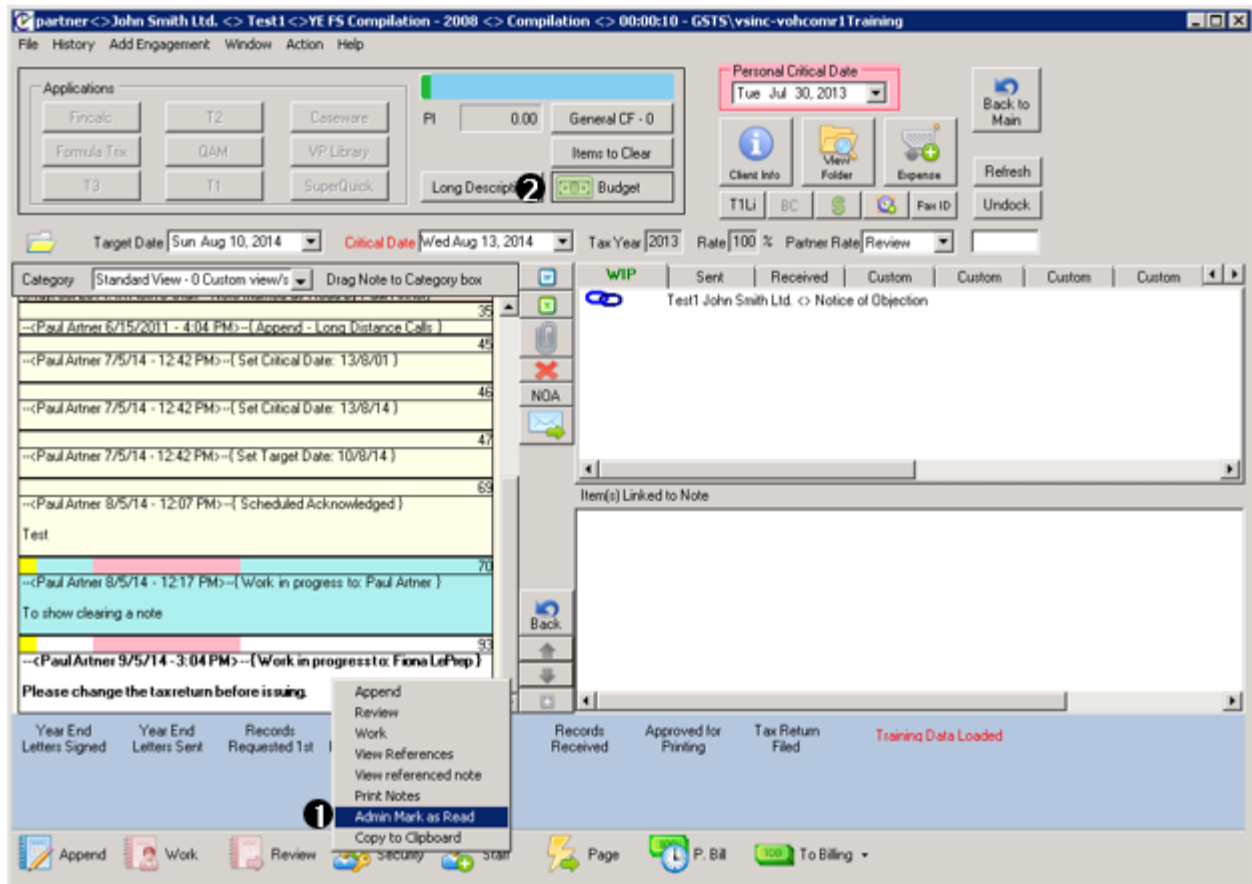 partner<>John Smith Ltd. <> Test1<>YE FS Compilation - 2008 <> Compilation <> 00:00:10 - GSTS\vsinc-vohcomr1Training
File History Add Engagement Window Action Help
Applications
Fincalc T2 Caseware
Formula Trix QAM VP Library
T3 T1 SuperQuick
PI 0.00 General CF - 0
Items to Clear
Long Descripti 2 Budget
Personal Critical Date
Tue Jul 30, 2013
Back to
Main
Client Info View Folder Expense
Refresh
T1Li BC $ Fax ID Undock
Target Date Sun Aug 10, 2014 Critical Date Wed Aug 13, 2014 Tax Year 2013 Rate 100 % Partner Rate Review
Category Standard View - 0 Custom view/s Drag Note to Category box
WIP Sent Received Custom Custom Custom Custom
Test1 John Smith Ltd. <> Notice of Objection
35
--<Paul Artner 6/15/2011 - 4:04 PM>--{Append - Long Distance Calls }
45
--<Paul Artner 7/5/14 - 12:42 PM>--{ Set Critical Date: 13/8/01 }
46
--<Paul Artner 7/5/14 - 12:42 PM>--{ Set Critical Date: 13/8/14 }
47
--<Paul Artner 7/5/14 - 12:42 PM>--{ Set Target Date: 10/8/14 }
69
--<Paul Artner 8/5/14 - 12:07 PM>--{ Scheduled Acknowledged }
Test
70
--<Paul Artner 8/5/14 - 12:17 PM>--{ Work in progress to: Paul Artner }
To show clearing a note
93
--<Paul Artner 9/5/14 - 3:04 PM>--{Work in progress to: Fiona LePrep }
Please change the tax return before issuing.
NOA
Back
Item(s) Linked to Note
Append
Review
Work
View References
View referenced note
Print Notes
1 Admin Mark as Read
Copy to Clipboard
Year End
Letters Signed
Year End
Letters Sent
Records
Requested 1st
Records
Received
Approved for
Printing
Tax Return
Filed
Training Data Loaded
Append Work Review Security Staff Page P. Bill To Billing